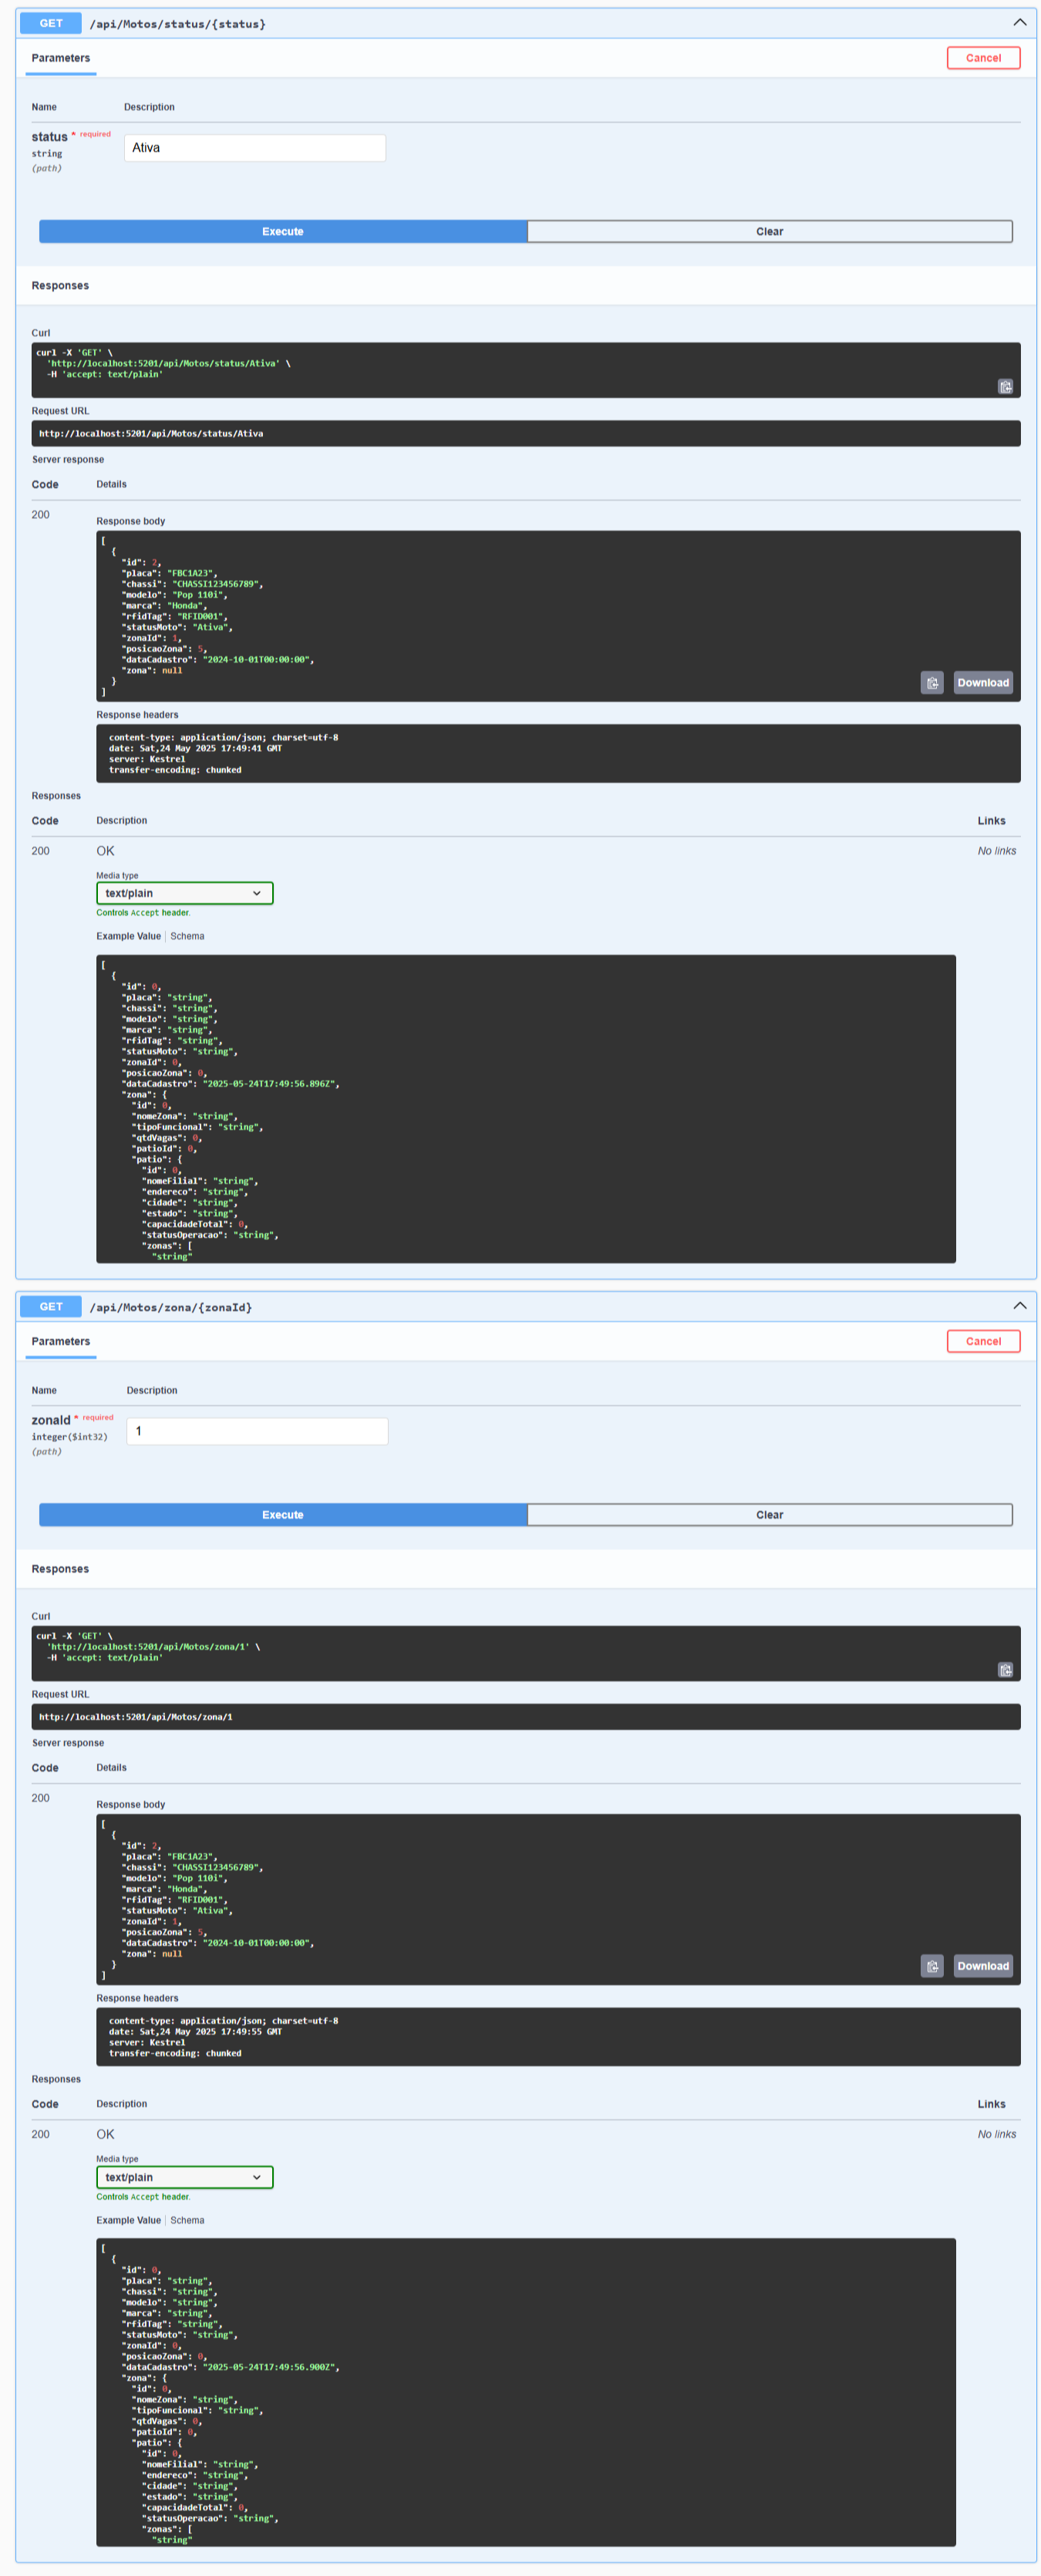 GET /api/Motos/status/{status}
Parameters
Cancel
Name Description
status * required
string
(path)
Ativa
Execute Clear
Responses
Curl
curl -X 'GET' \
  'http://localhost:5201/api/Motos/status/Ativa' \
  -H 'accept: text/plain'
Request URL
http://localhost:5201/api/Motos/status/Ativa
Server response
Code Details
200
Response body
[
  {
    "id": 2,
    "placa": "FBC1A23",
    "chassi": "CHASSI123456789",
    "modelo": "Pop 110i",
    "marca": "Honda",
    "rfidTag": "RFID001",
    "statusMoto": "Ativa",
    "zonaId": 1,
    "posicaoZona": 5,
    "dataCadastro": "2024-10-01T00:00:00",
    "zona": null
  }
]
Download
Response headers
content-type: application/json; charset=utf-8
date: Sat,24 May 2025 17:49:41 GMT
server: Kestrel
transfer-encoding: chunked
Responses
Code Description Links
200 OK No links
Media type
text/plain
Controls Accept header.
Example Value Schema
[
  {
    "id": 0,
    "placa": "string",
    "chassi": "string",
    "modelo": "string",
    "marca": "string",
    "rfidTag": "string",
    "statusMoto": "string",
    "zonaId": 0,
    "posicaoZona": 0,
    "dataCadastro": "2025-05-24T17:49:56.896Z",
    "zona": {
      "id": 0,
      "nomeZona": "string",
      "tipoFuncional": "string",
      "qtdVagas": 0,
      "patioId": 0,
      "patio": {
        "id": 0,
        "nomeFilial": "string",
        "endereco": "string",
        "cidade": "string",
        "estado": "string",
        "capacidadeTotal": 0,
        "statusOperacao": "string",
        "zonas": [
          "string"
GET /api/Motos/zona/{zonaId}
Parameters
Cancel
Name Description
zonaId * required
integer($int32)
(path)
1
Execute Clear
Responses
Curl
curl -X 'GET' \
  'http://localhost:5201/api/Motos/zona/1' \
  -H 'accept: text/plain'
Request URL
http://localhost:5201/api/Motos/zona/1
Server response
Code Details
200
Response body
[
  {
    "id": 2,
    "placa": "FBC1A23",
    "chassi": "CHASSI123456789",
    "modelo": "Pop 110i",
    "marca": "Honda",
    "rfidTag": "RFID001",
    "statusMoto": "Ativa",
    "zonaId": 1,
    "posicaoZona": 5,
    "dataCadastro": "2024-10-01T00:00:00",
    "zona": null
  }
]
Download
Response headers
content-type: application/json; charset=utf-8
date: Sat,24 May 2025 17:49:55 GMT
server: Kestrel
transfer-encoding: chunked
Responses
Code Description Links
200 OK No links
Media type
text/plain
Controls Accept header.
Example Value Schema
[
  {
    "id": 0,
    "placa": "string",
    "chassi": "string",
    "modelo": "string",
    "marca": "string",
    "rfidTag": "string",
    "statusMoto": "string",
    "zonaId": 0,
    "posicaoZona": 0,
    "dataCadastro": "2025-05-24T17:49:56.900Z",
    "zona": {
      "id": 0,
      "nomeZona": "string",
      "tipoFuncional": "string",
      "qtdVagas": 0,
      "patioId": 0,
      "patio": {
        "id": 0,
        "nomeFilial": "string",
        "endereco": "string",
        "cidade": "string",
        "estado": "string",
        "capacidadeTotal": 0,
        "statusOperacao": "string",
        "zonas": [
          "string"